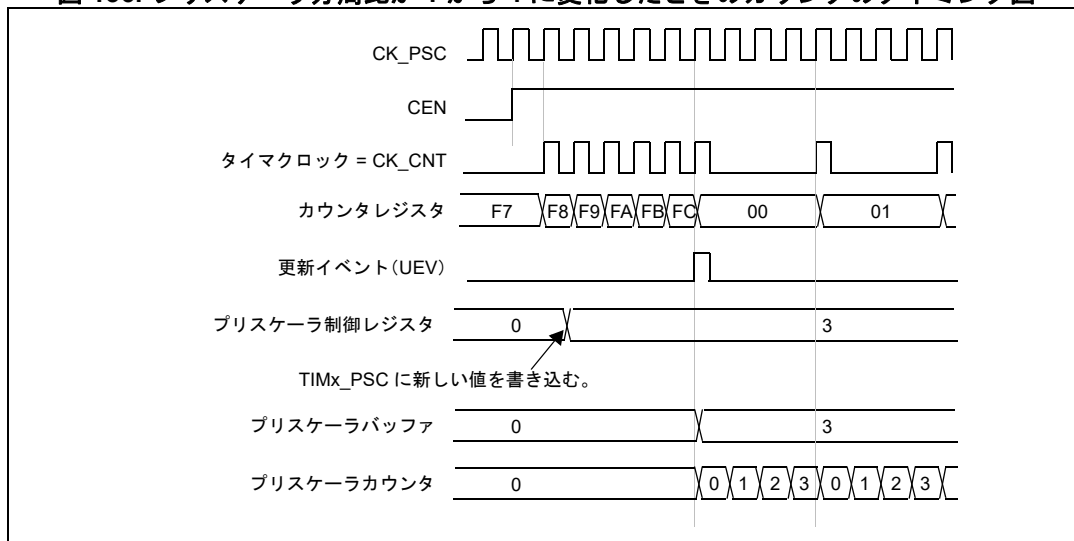 CK_PSC
CEN
タイマクロック = CK_CNT
カウンタレジスタ F7 F8 F9 FA FB FC 00 01
更新イベント(UEV)
プリスケーラ制御レジスタ 0 3
TIMx_PSC に新しい値を書き込む。
プリスケーラバッファ 0 3
プリスケーラカウンタ 0 0 1 2 3 0 1 2 3